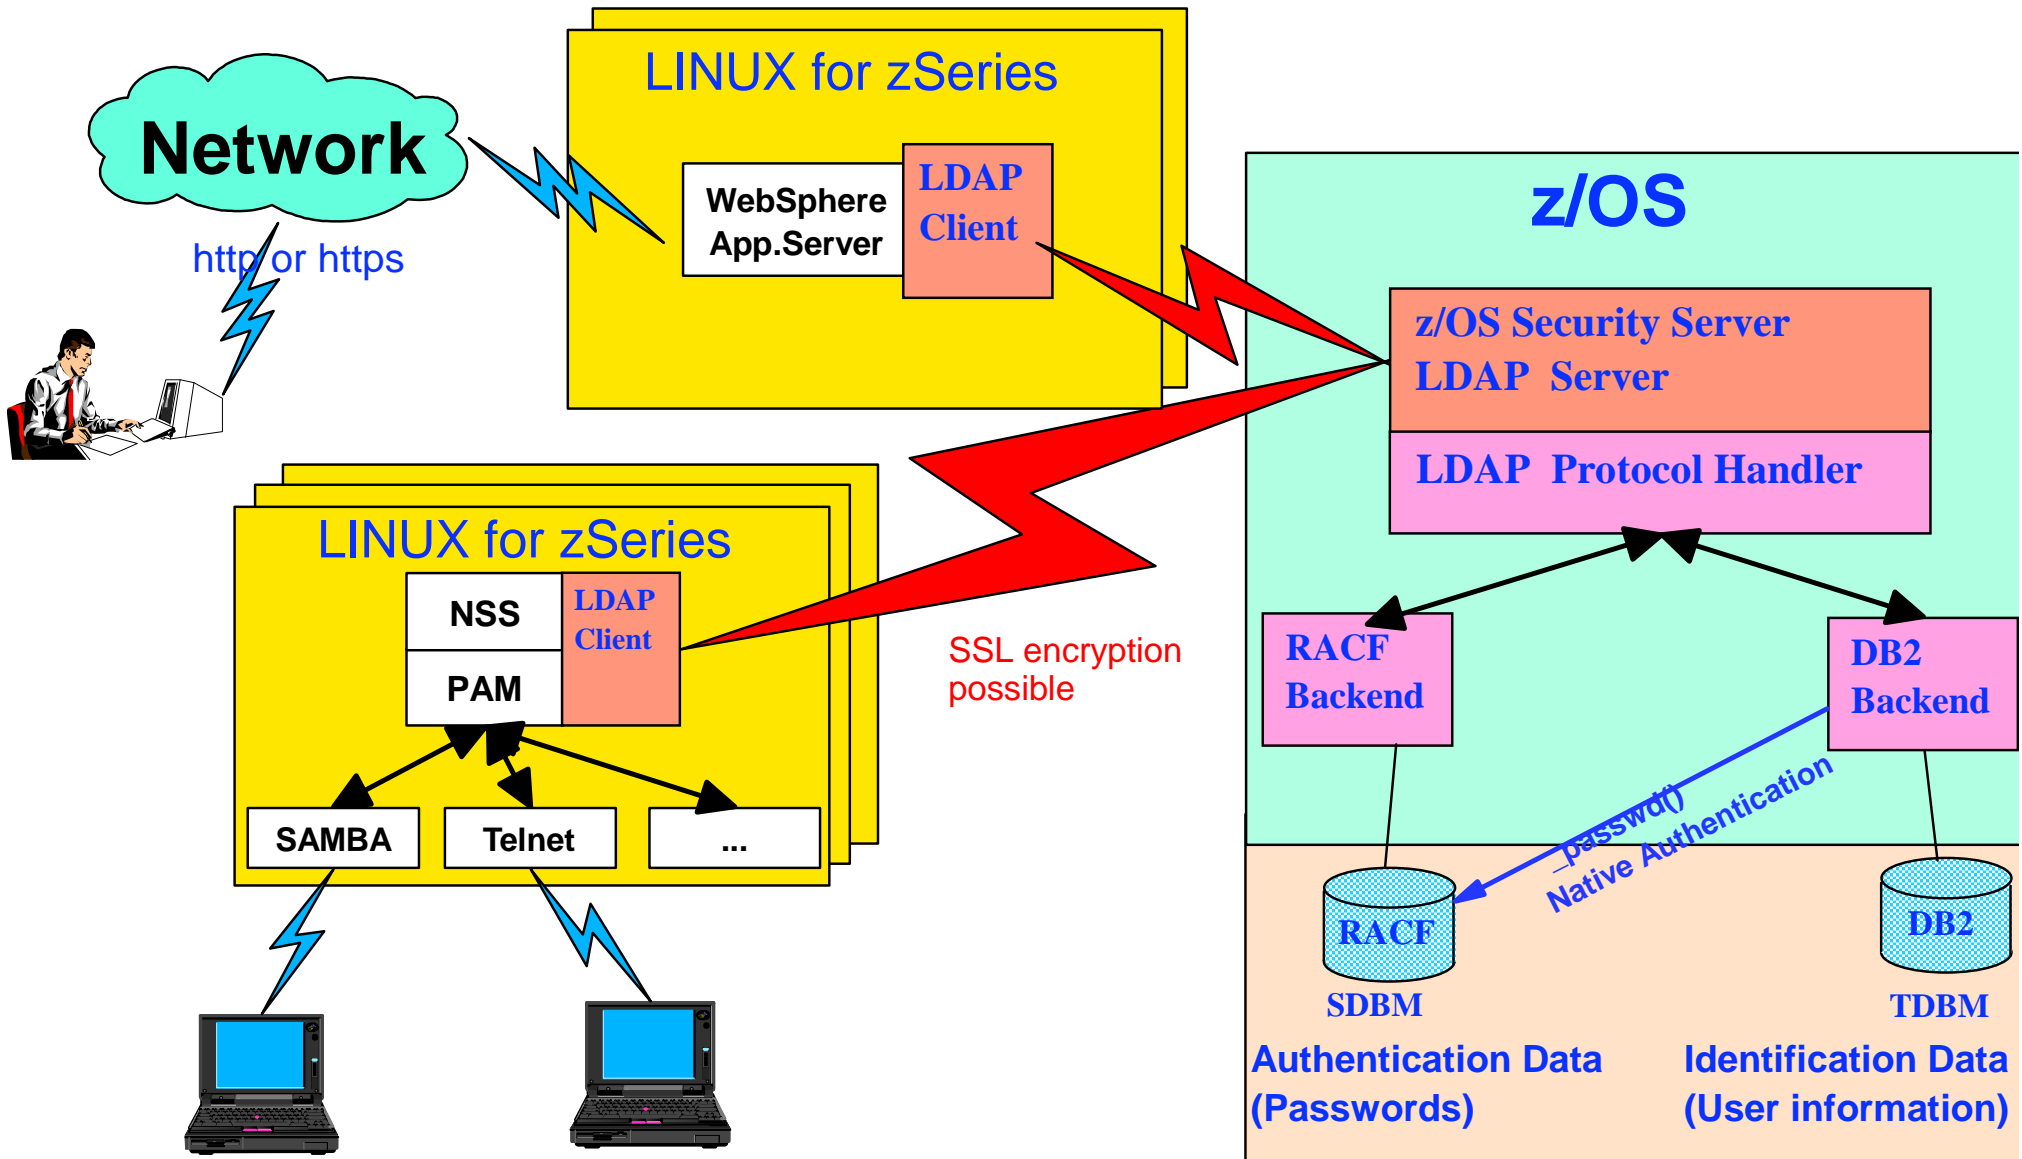 LINUX for zSeries
Network
WebSphere
App.Server
LDAP
Client
http or https
z/OS
z/OS Security Server
LDAP Server
LDAP Protocol Handler
LINUX for zSeries
NSS
PAM
LDAP
Client
SSL encryption
possible
RACF
Backend
DB2
Backend
SAMBA
Telnet
...
_passwd()
Native Authentication
RACF
DB2
SDBM
TDBM
Authentication Data
(Passwords)
Identification Data
(User information)